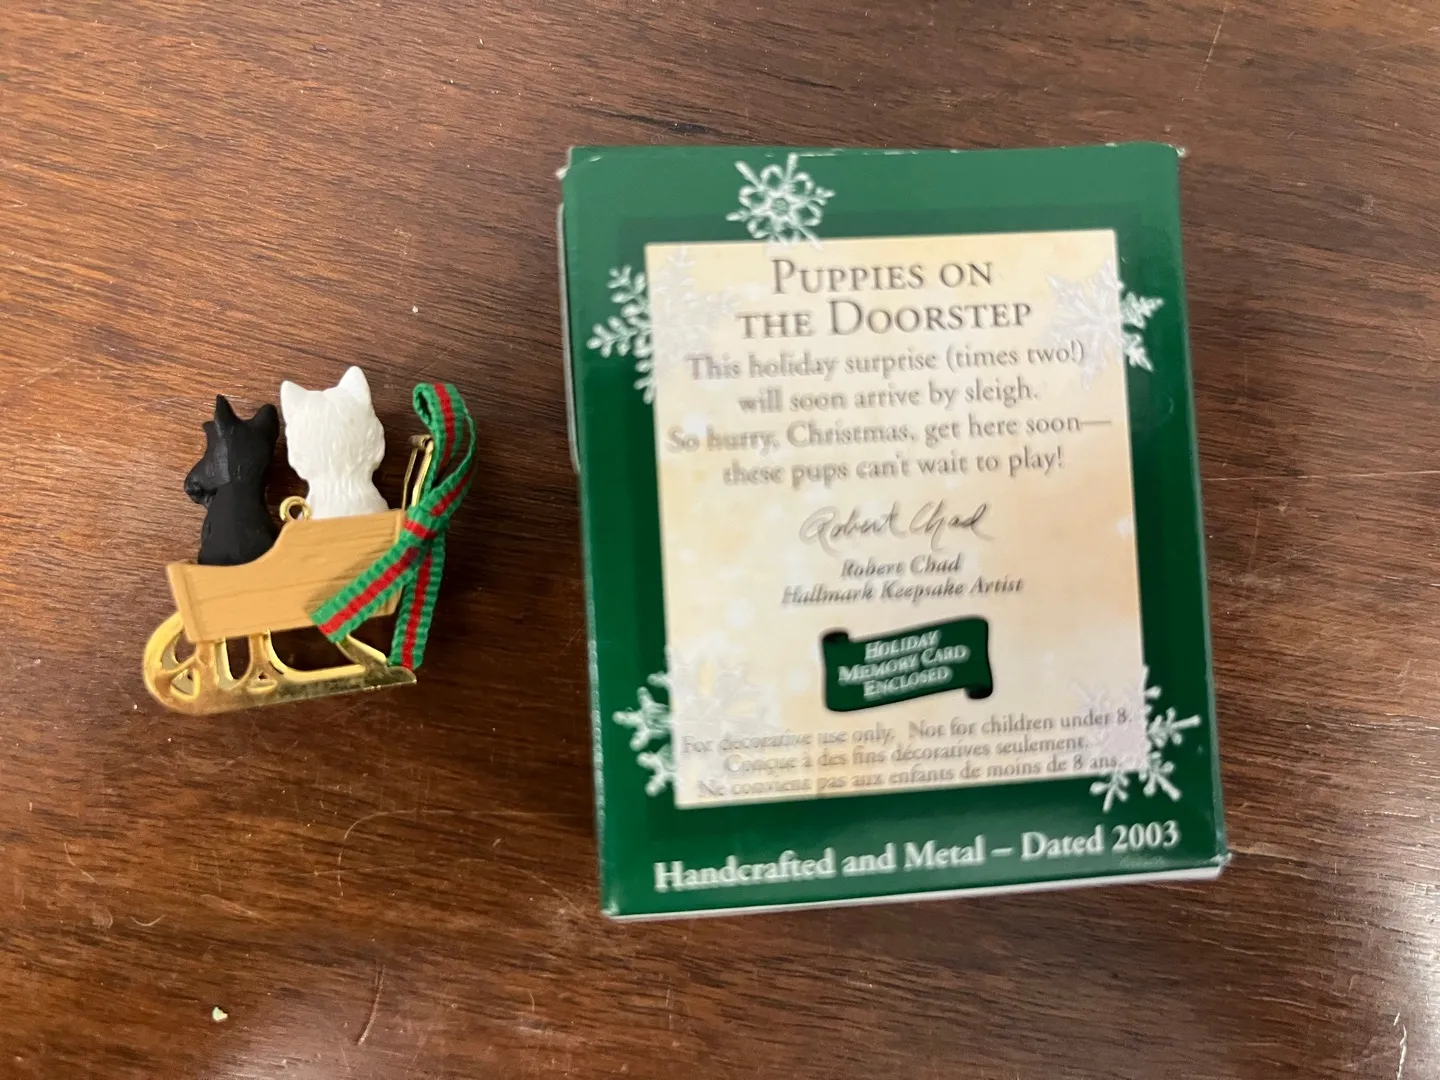 PUPPIES ON
THE DOORSTEP
This holiday surprise (times two!)
will soon arrive by sleigh.
So hurry, Christmas, get here soon—
these pups can't wait to play!
Robert Chad
Robert Chad
Hallmark Keepsake Artist
HOLIDAY
MEMORY CARD
ENCLOSED
For decorative use only. Not for children under 8.
Conçue à des fins décoratives seulement.
Ne convient pas aux enfants de moins de 8 ans.
Handcrafted and Metal – Dated 2003